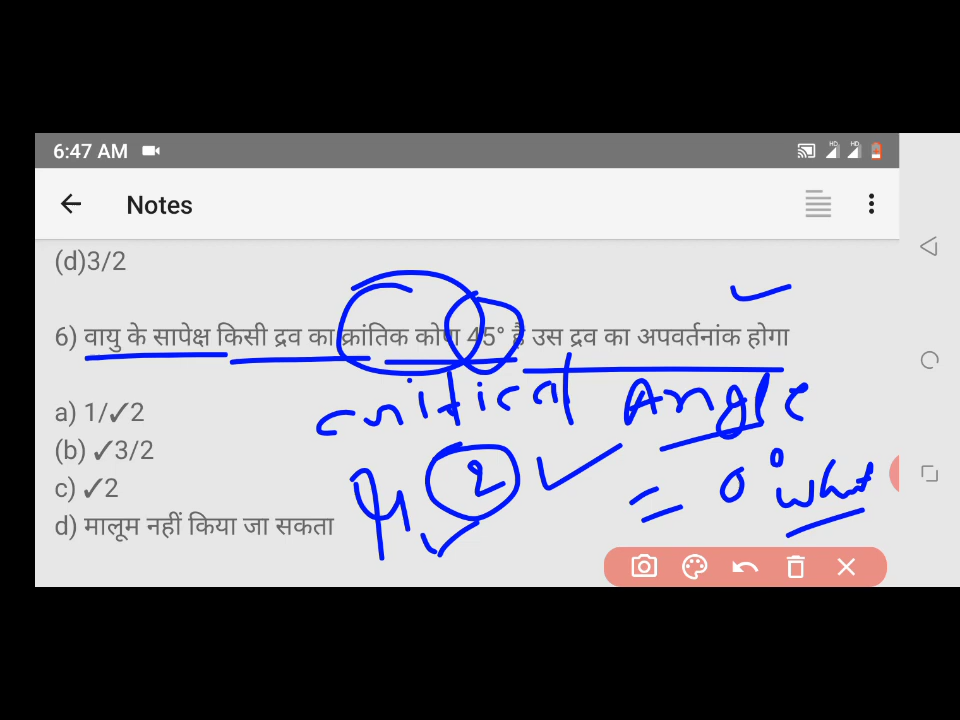 6:47 AM
Notes
(d)3/2
6) वायु के सापेक्ष किसी द्रव का क्रांतिक कोण 45° है उस द्रव का अपवर्तनांक होगा
critical Angle
a) 1/✓2
(b) ✓3/2
2
= 0° what
c) ✓2
d) मालूम नहीं किया जा सकता